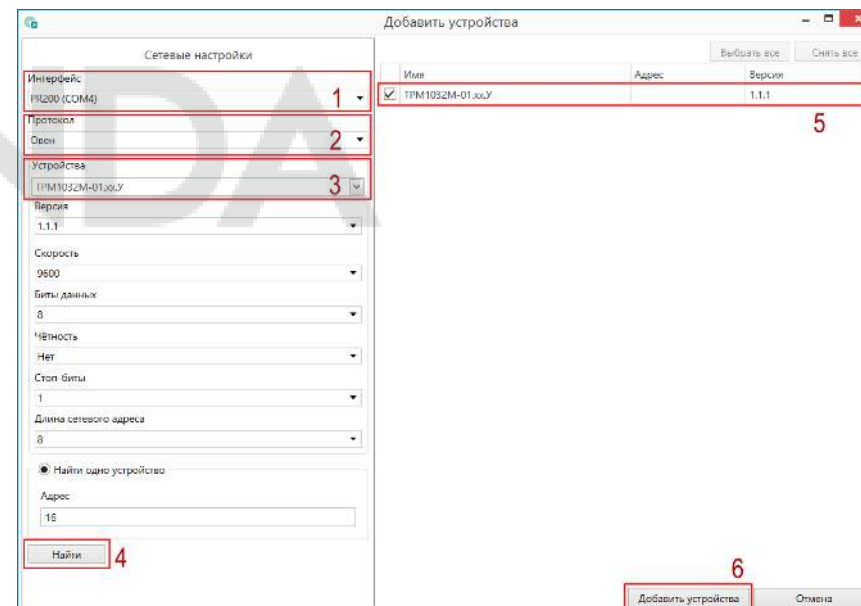 Добавить устройства
Сетевые настройки
Интерфейс
PR200 (COM4)
1
Протокол
Овен
2
Устройства
ТРМ1032М-01.хх.У
3
Версия
1.1.1
Скорость
9600
Биты данных
8
Чётность
Нет
Стоп-биты
1
Длина сетевого адреса
8
Найти одно устройство
Адрес
16
Найти
4
Выбрать все
Снять все
Имя
Адрес
Версия
ТРМ1032М-01.хх.У
1.1.1
5
6
Добавить устройства
Отмена